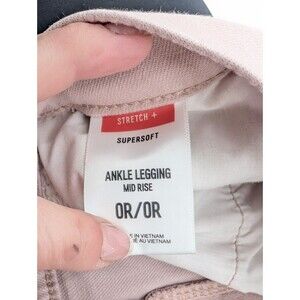 STRETCH +
SUPERSOFT
ANKLE LEGGING
MID RISE
0R/0R
IN VIETNAM
AU VIETNAM